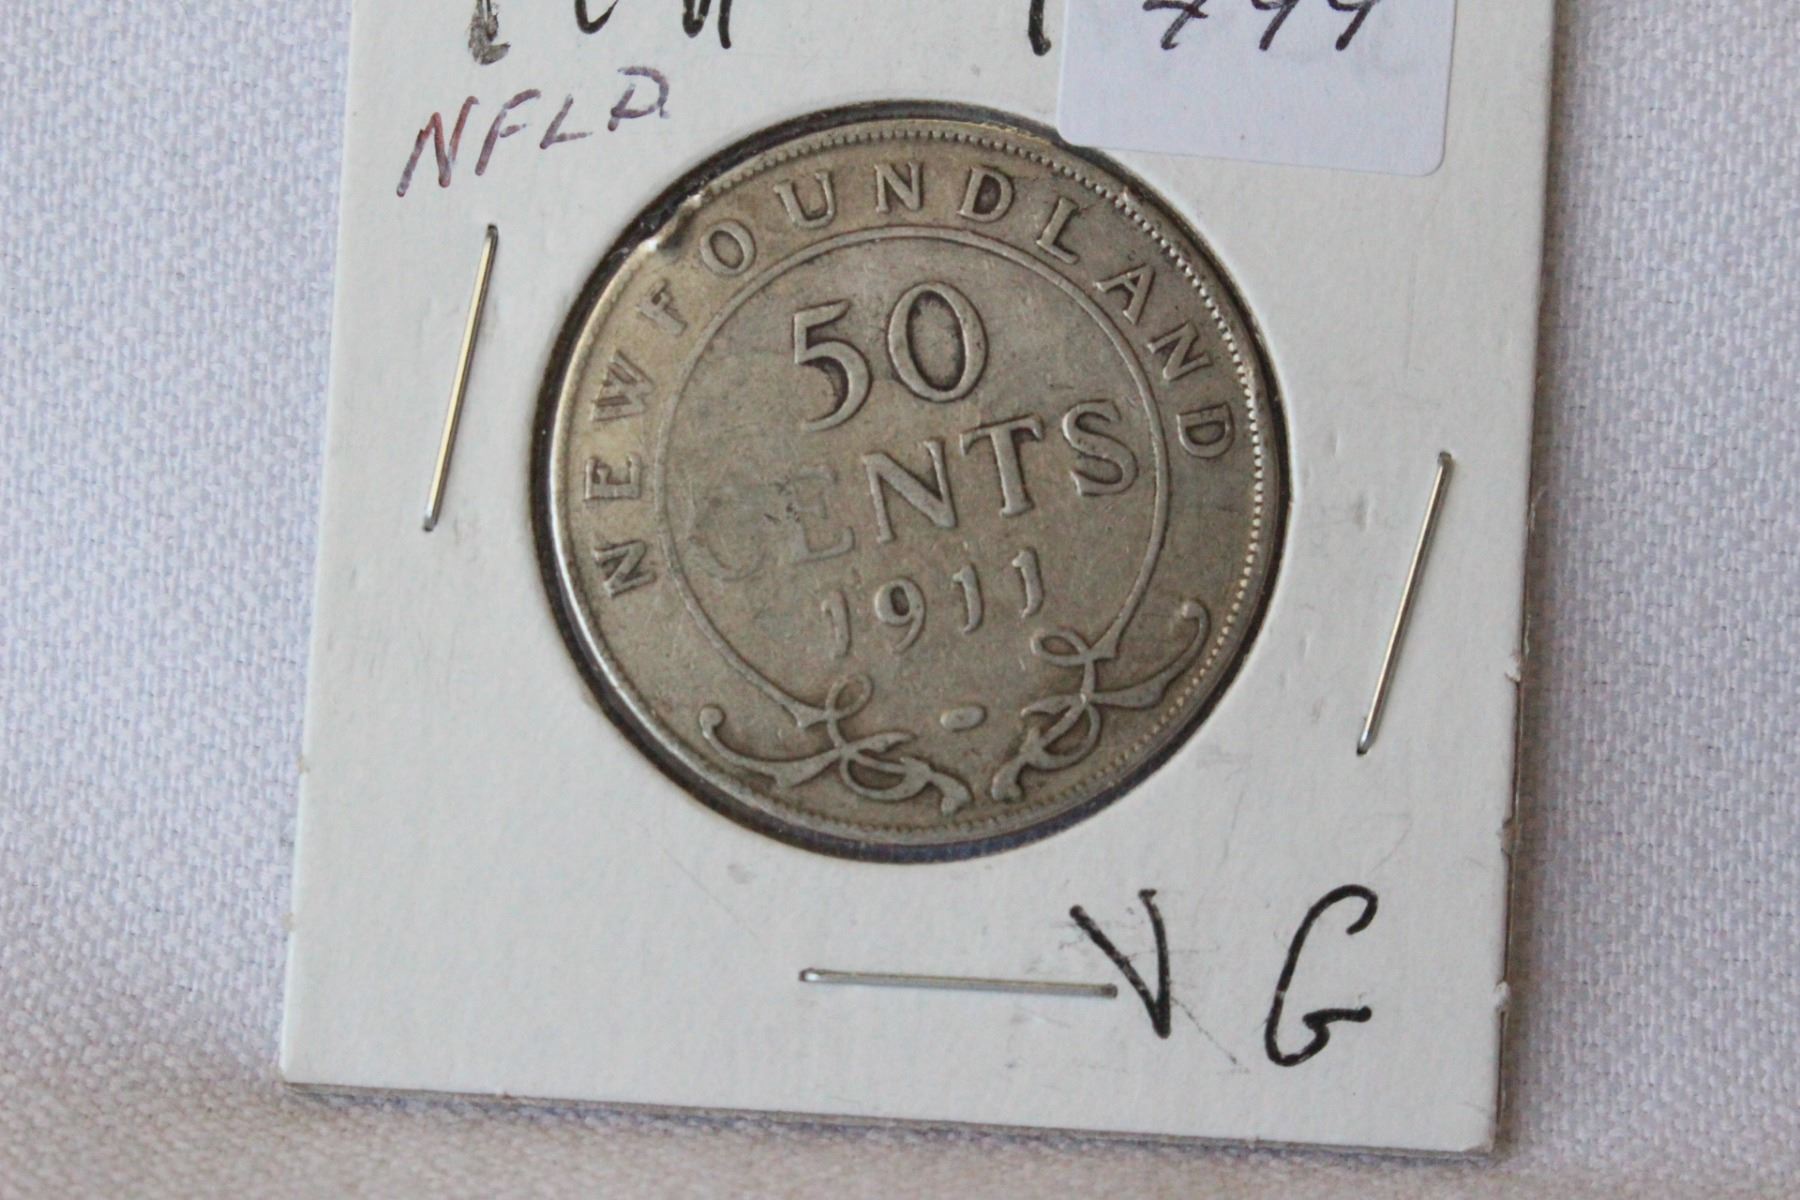 NFLD
NEWFOUNDLAND
50
CENTS
1911
VG